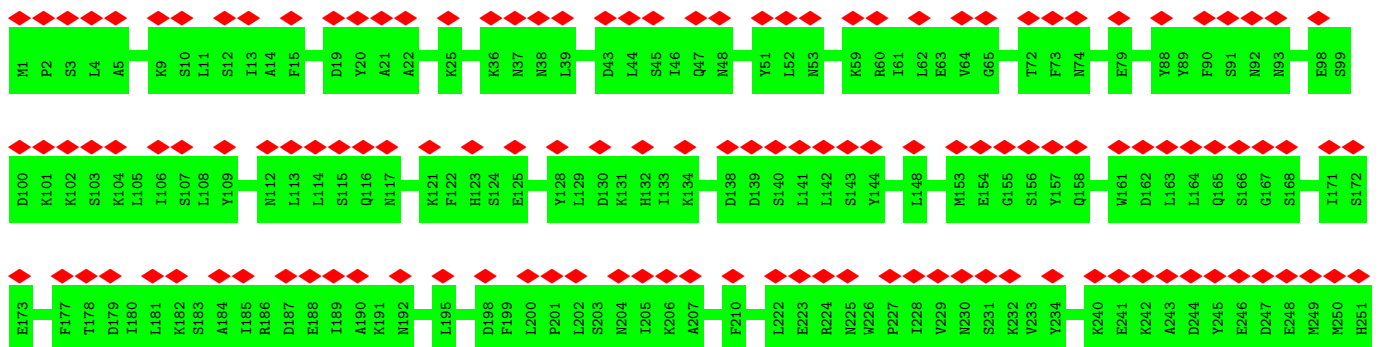 M1 P2 S3 L4 A5 K9 S10 L11 S12 I13 A14 F15 D19 Y20 A21 A22 K25 K36 N37 N38 L39 D43 L44 S45 I46 Q47 N48 Y51 L52 N53 K59 R60 I61 L62 E63 V64 G65 T72 F73 N74 E79 Y88 Y89 F90 S91 N92 N93 E98 S99
D100 K101 K102 S103 K104 L105 I106 S107 L108 Y109 N112 L113 L114 S115 Q116 N117 K121 F122 H123 S124 E125 Y128 L129 D130 K131 H132 I133 K134 D138 D139 S140 L141 L142 S143 Y144 L148 M153 E154 G155 S156 Y157 Q158 W161 D162 L163 L164 Q165 S166 G167 S168 I171 S172
E173 F177 T178 D179 I180 L181 K182 S183 A184 I185 R186 D187 E188 I189 A190 K191 N192 L195 D198 F199 L200 P201 L202 S203 N204 I205 K206 A207 F210 L222 E223 R224 N225 W226 P227 I228 V229 N230 S231 K232 V233 Y234 K240 E241 K242 A243 D244 Y245 E246 D247 E248 M249 M250 H251